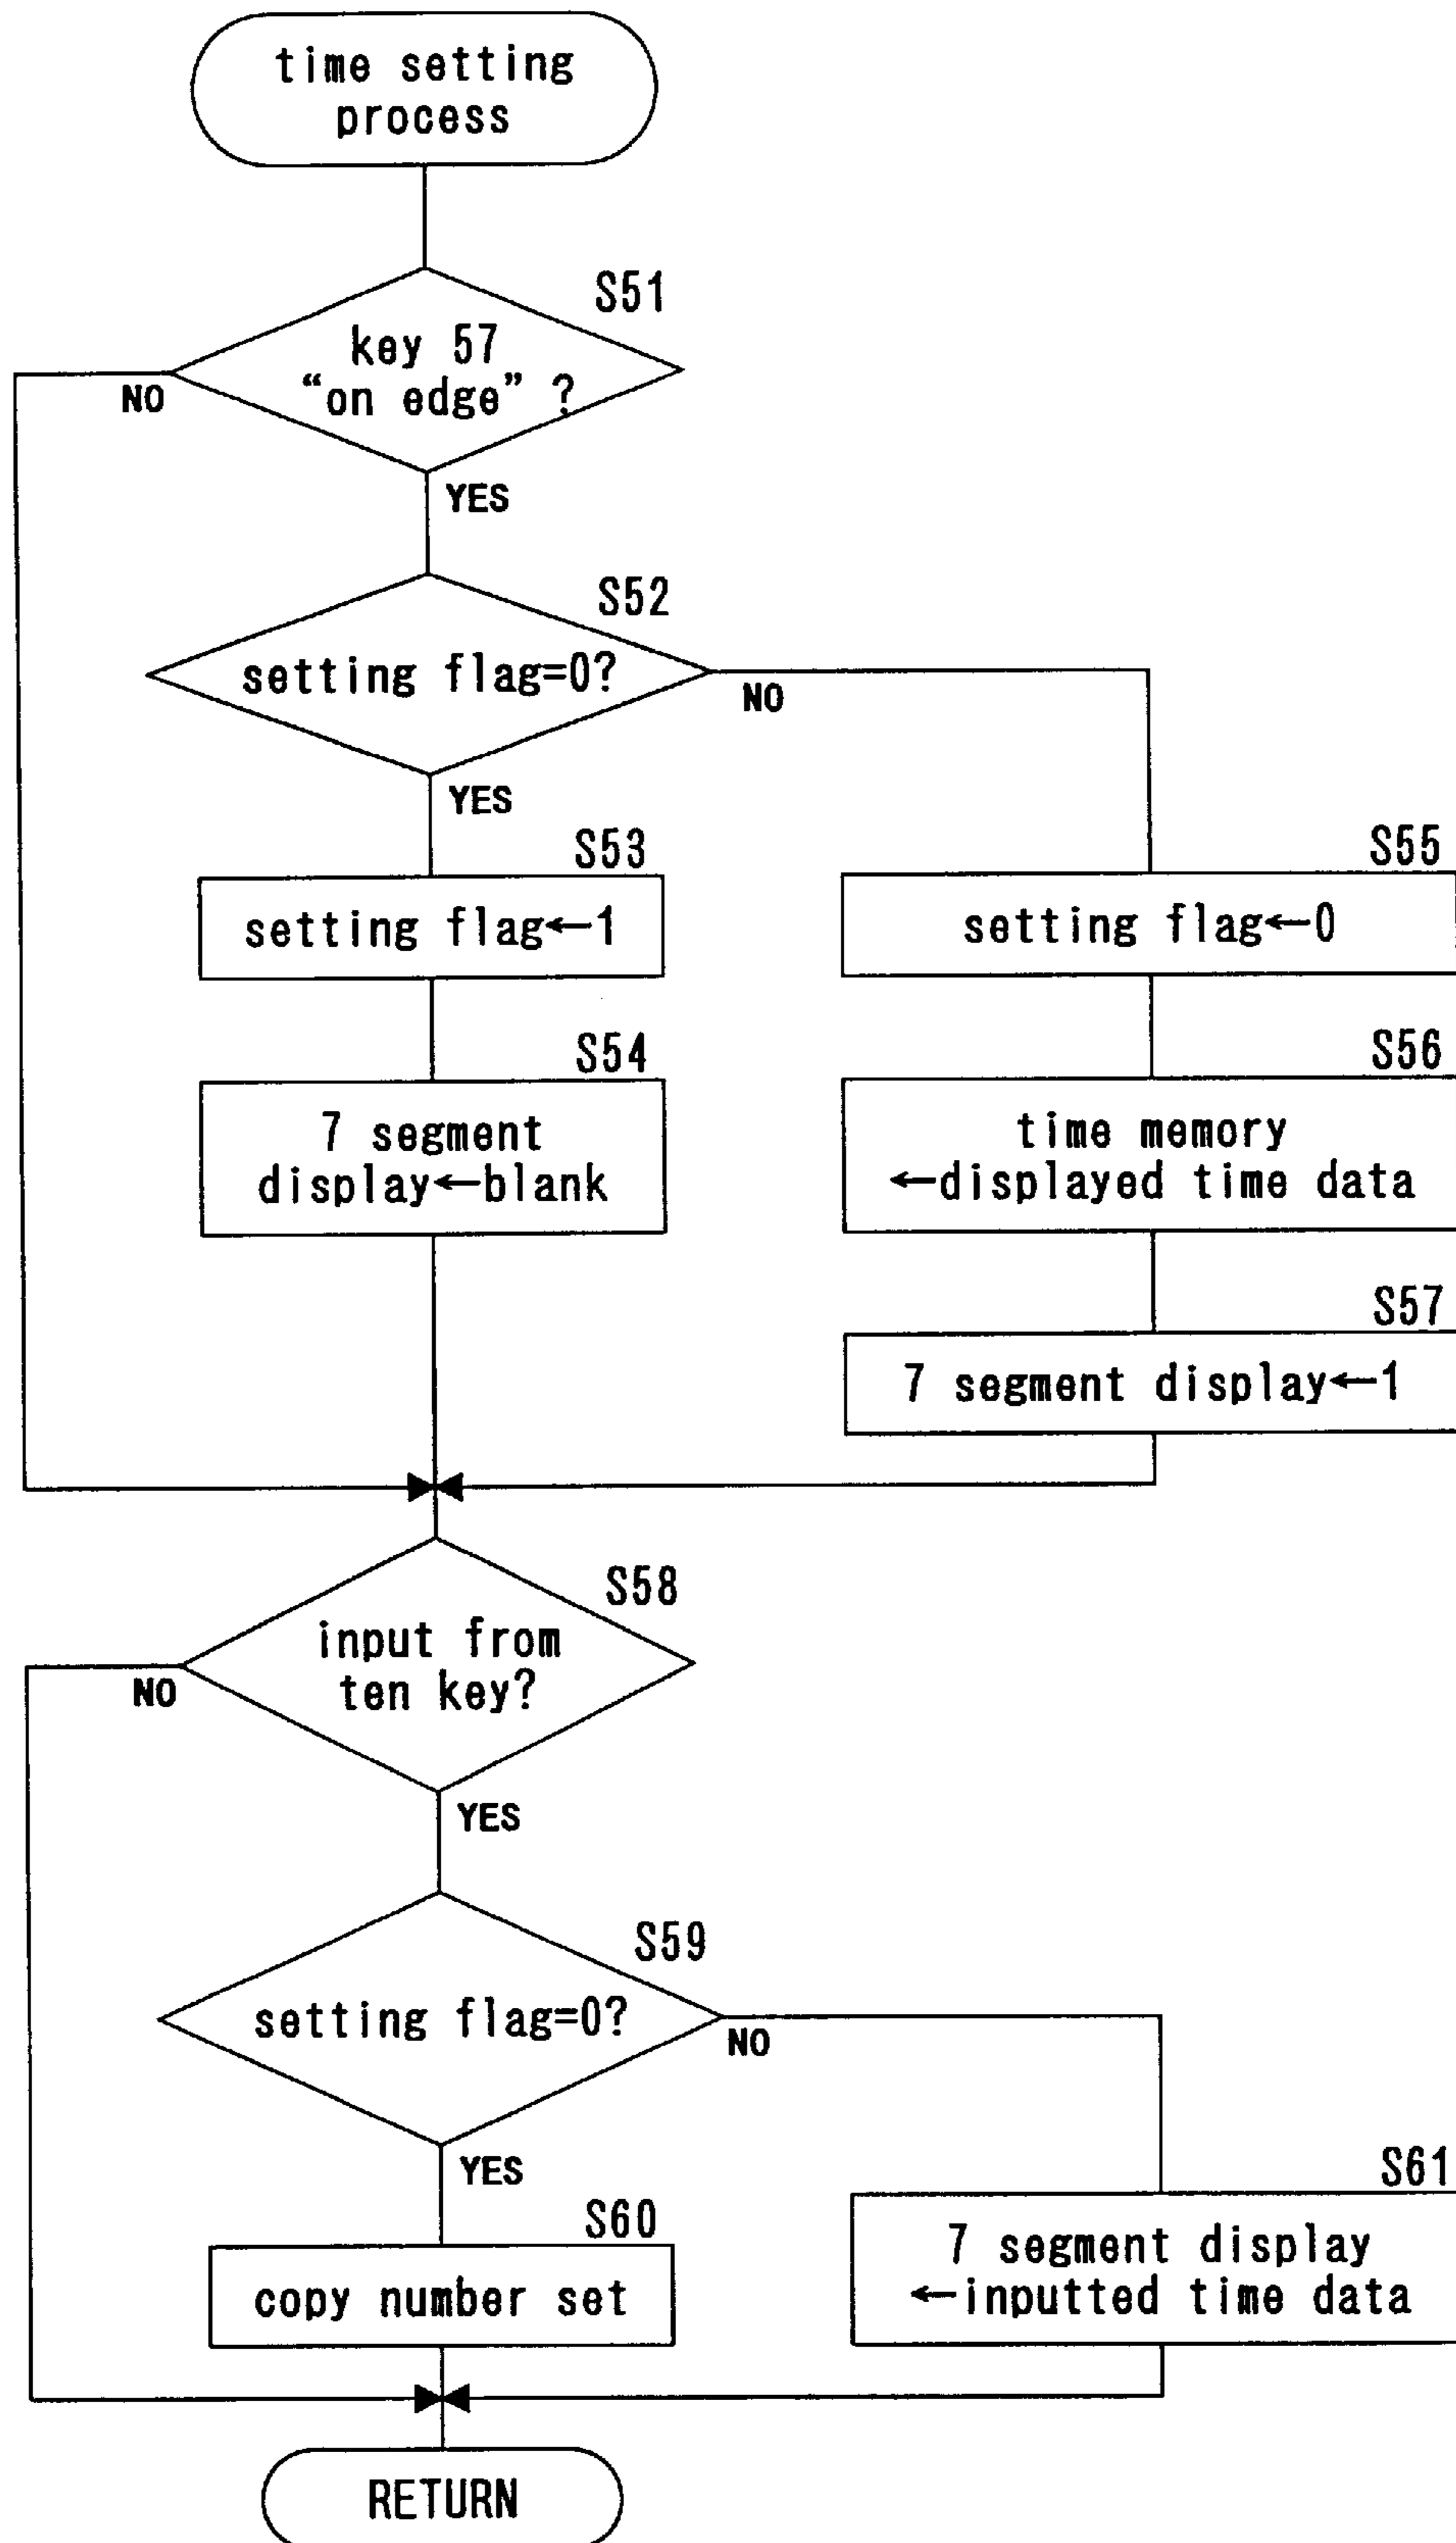 time setting
process
S51
key 57
“on edge” ?
NO
YES
S52
setting flag=0?
NO
YES
S53
setting flag←1
S55
setting flag←0
S54
7 segment
display←blank
S56
time memory
←displayed time data
S57
7 segment display←1
S58
input from
ten key?
NO
YES
S59
setting flag=0?
NO
YES
S60
copy number set
S61
7 segment display
←inputted time data
RETURN